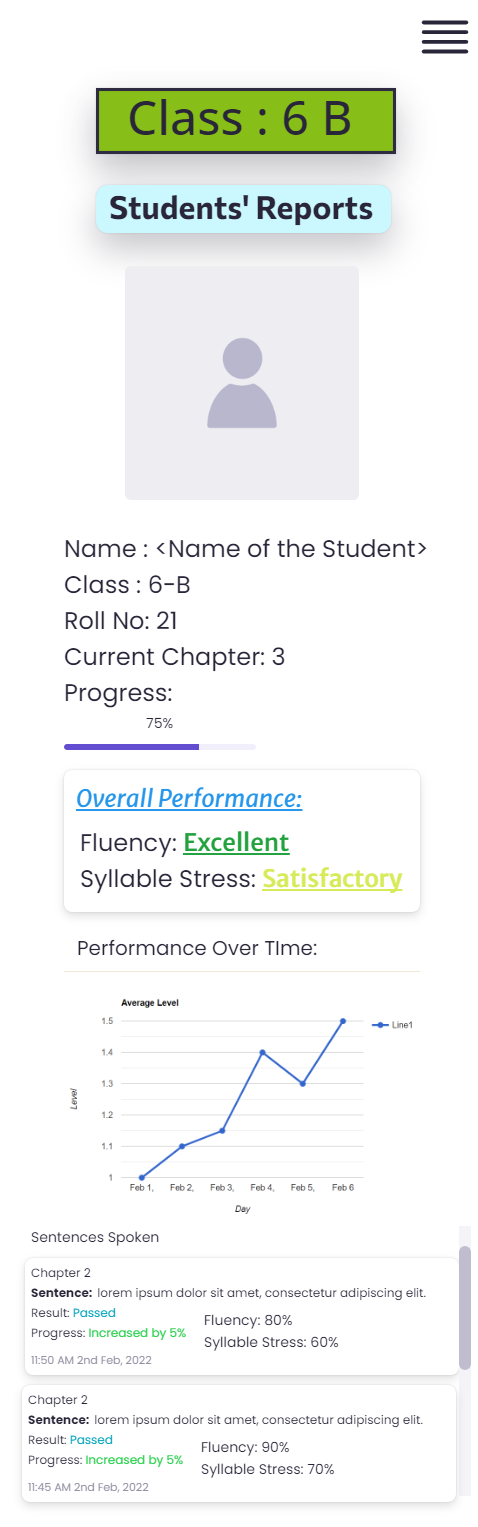 Class : 6 B
Students' Reports
Name : <Name of the Student>
Class : 6-B
Roll No: 21
Current Chapter: 3
Progress:
75%
Overall Performance:
Fluency: Excellent
Syllable Stress: Satisfactory
Performance Over TIme:
Average Level
1.5
1.4
1.3
1.2
1.1
1
Level
Line1
Feb 1, Feb 2, Feb 3, Feb 4, Feb 5, Feb 6
Day
Sentences Spoken
Chapter 2
Sentence: lorem ipsum dolor sit amet, consectetur adipiscing elit.
Result: Passed
Progress: Increased by 5%
Fluency: 80%
Syllable Stress: 60%
11:50 AM 2nd Feb, 2022
Chapter 2
Sentence: lorem ipsum dolor sit amet, consectetur adipiscing elit.
Result: Passed
Progress: Increased by 5%
Fluency: 90%
Syllable Stress: 70%
11:45 AM 2nd Feb, 2022